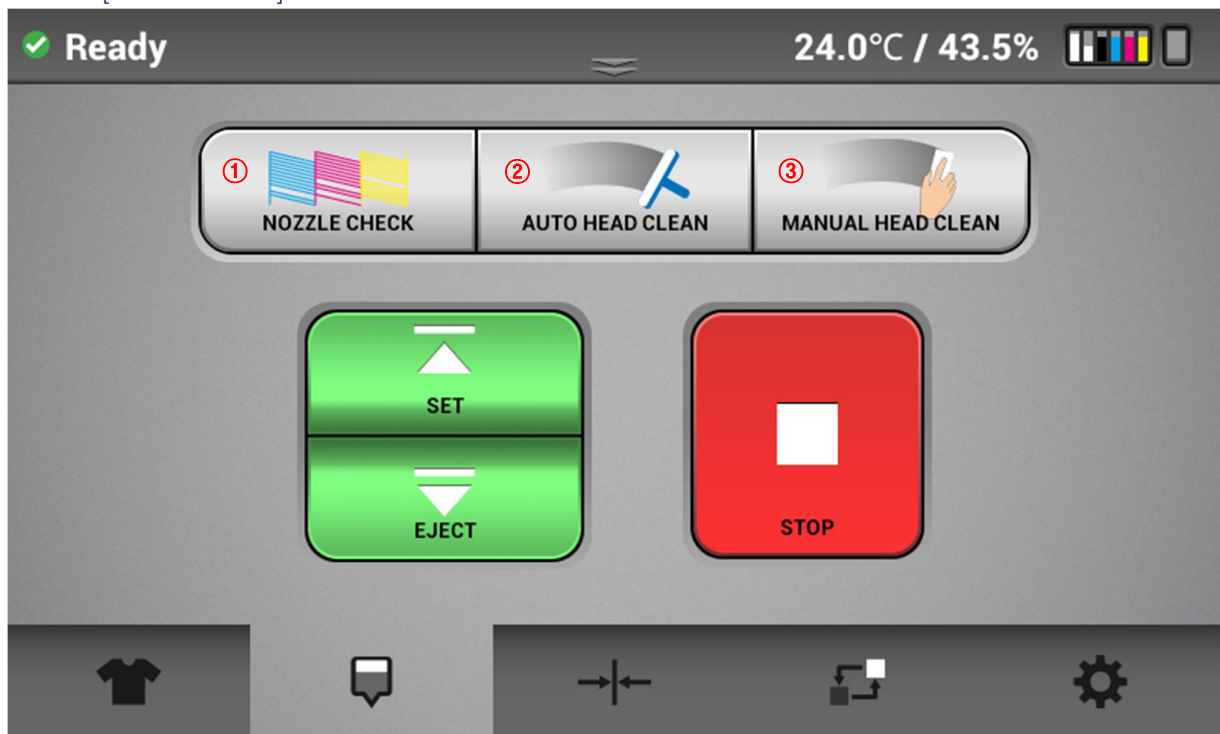 Ready
24.0℃ / 43.5%
① NOZZLE CHECK
② AUTO HEAD CLEAN
③ MANUAL HEAD CLEAN
SET
EJECT
STOP